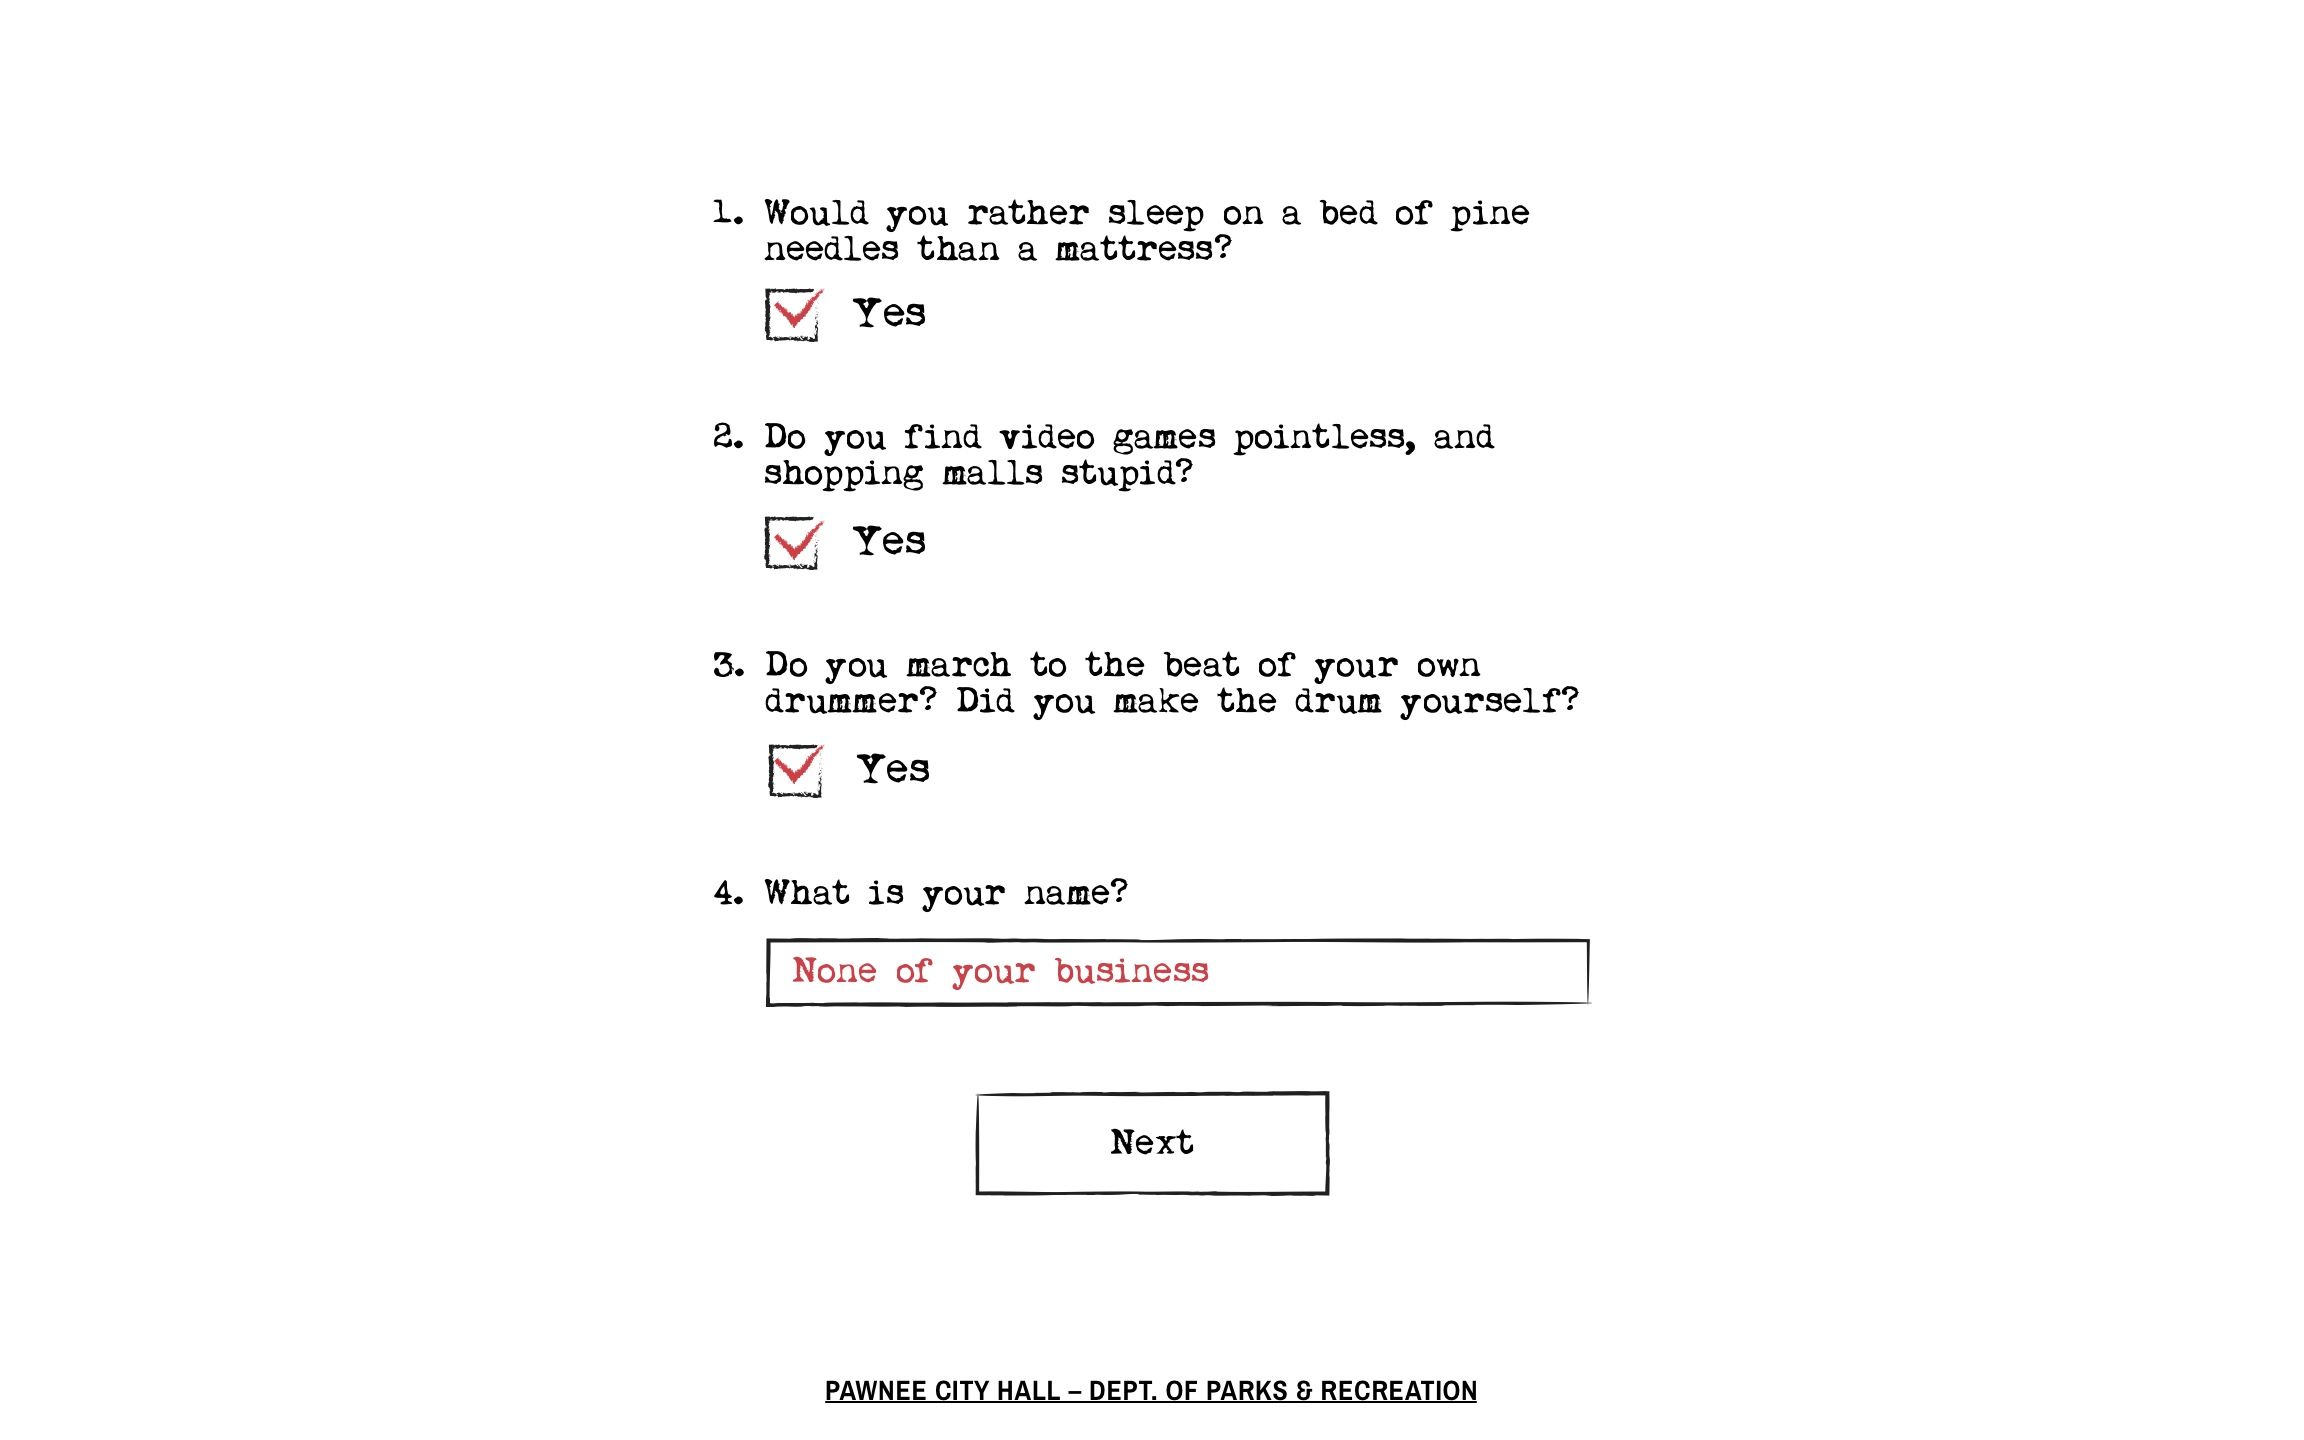 1. Would you rather sleep on a bed of pine
needles than a mattress?
Yes
2. Do you find video games pointless, and
shopping malls stupid?
Yes
3. Do you march to the beat of your own
drummer? Did you make the drum yourself?
Yes
4. What is your name?
None of your business
Next
PAWNEE CITY HALL – DEPT. OF PARKS & RECREATION